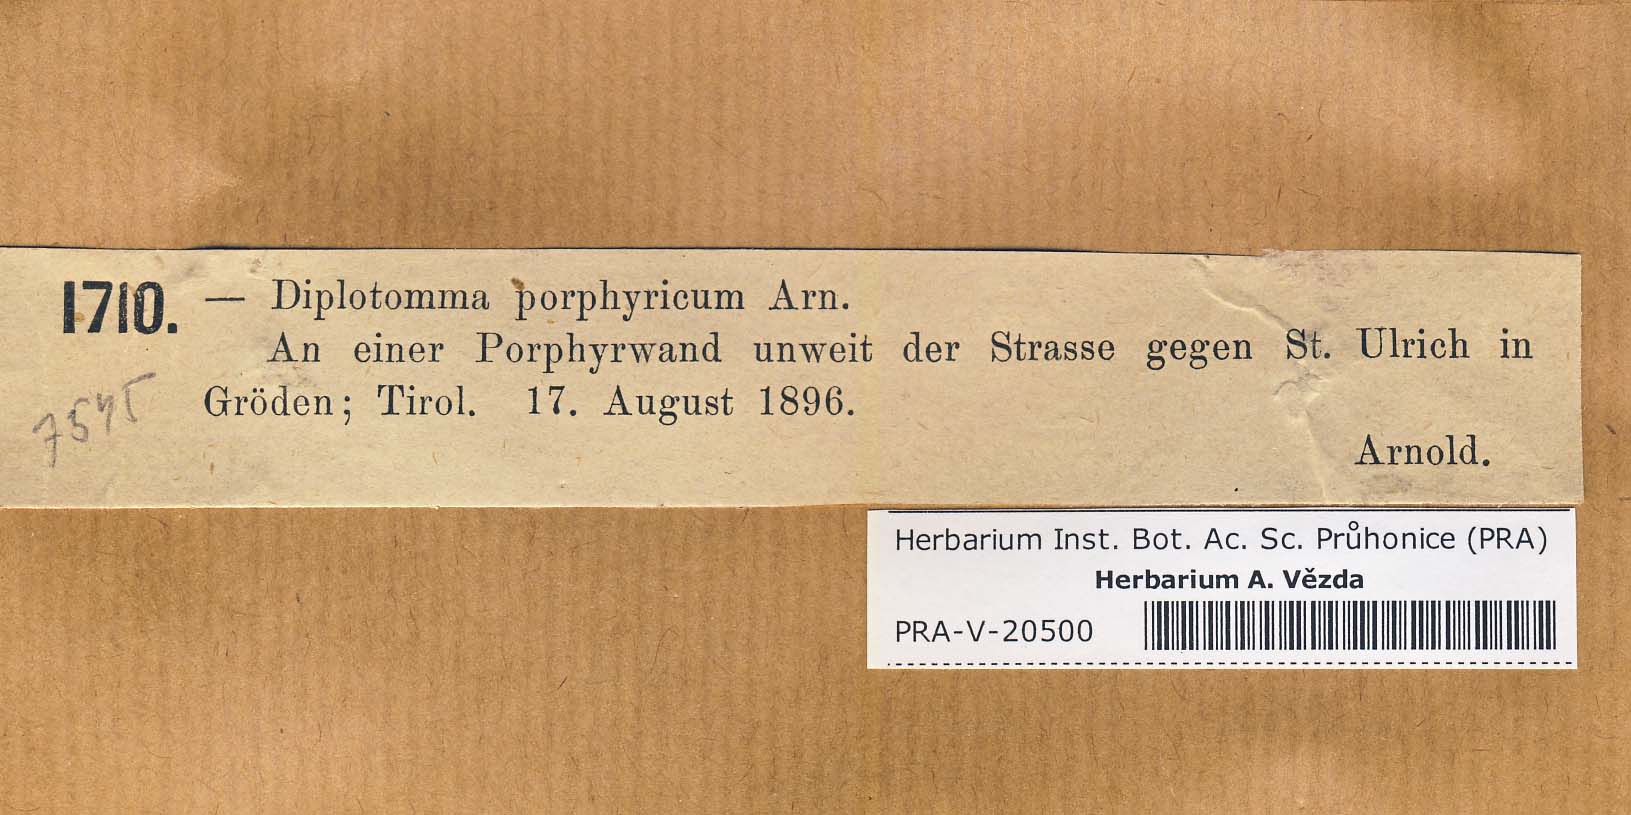 1710. — Diplotomma porphyricum Arn.
An einer Porphyrwand unweit der Strasse gegen St. Ulrich in
Gröden; Tirol. 17. August 1896.
7545
Arnold.
Herbarium Inst. Bot. Ac. Sc. Průhonice (PRA)
Herbarium A. Vězda
PRA-V-20500